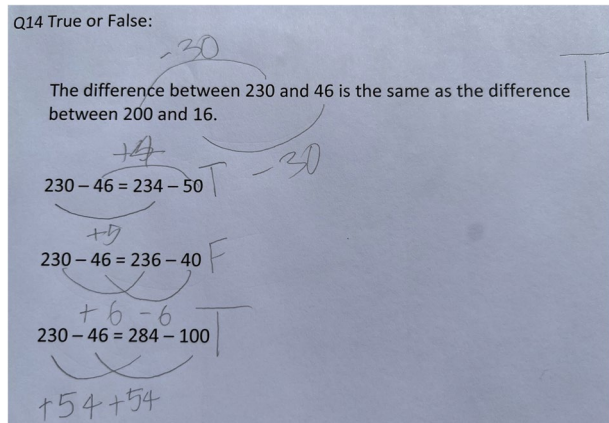 Q14 True or False:
-30
The difference between 230 and 46 is the same as the difference T
between 200 and 16.
-30
+4
230 – 46 = 234 – 50 T
230 – 46 = 236 – 40 F
+6 -6
230 – 46 = 284 – 100 T
+54 +54